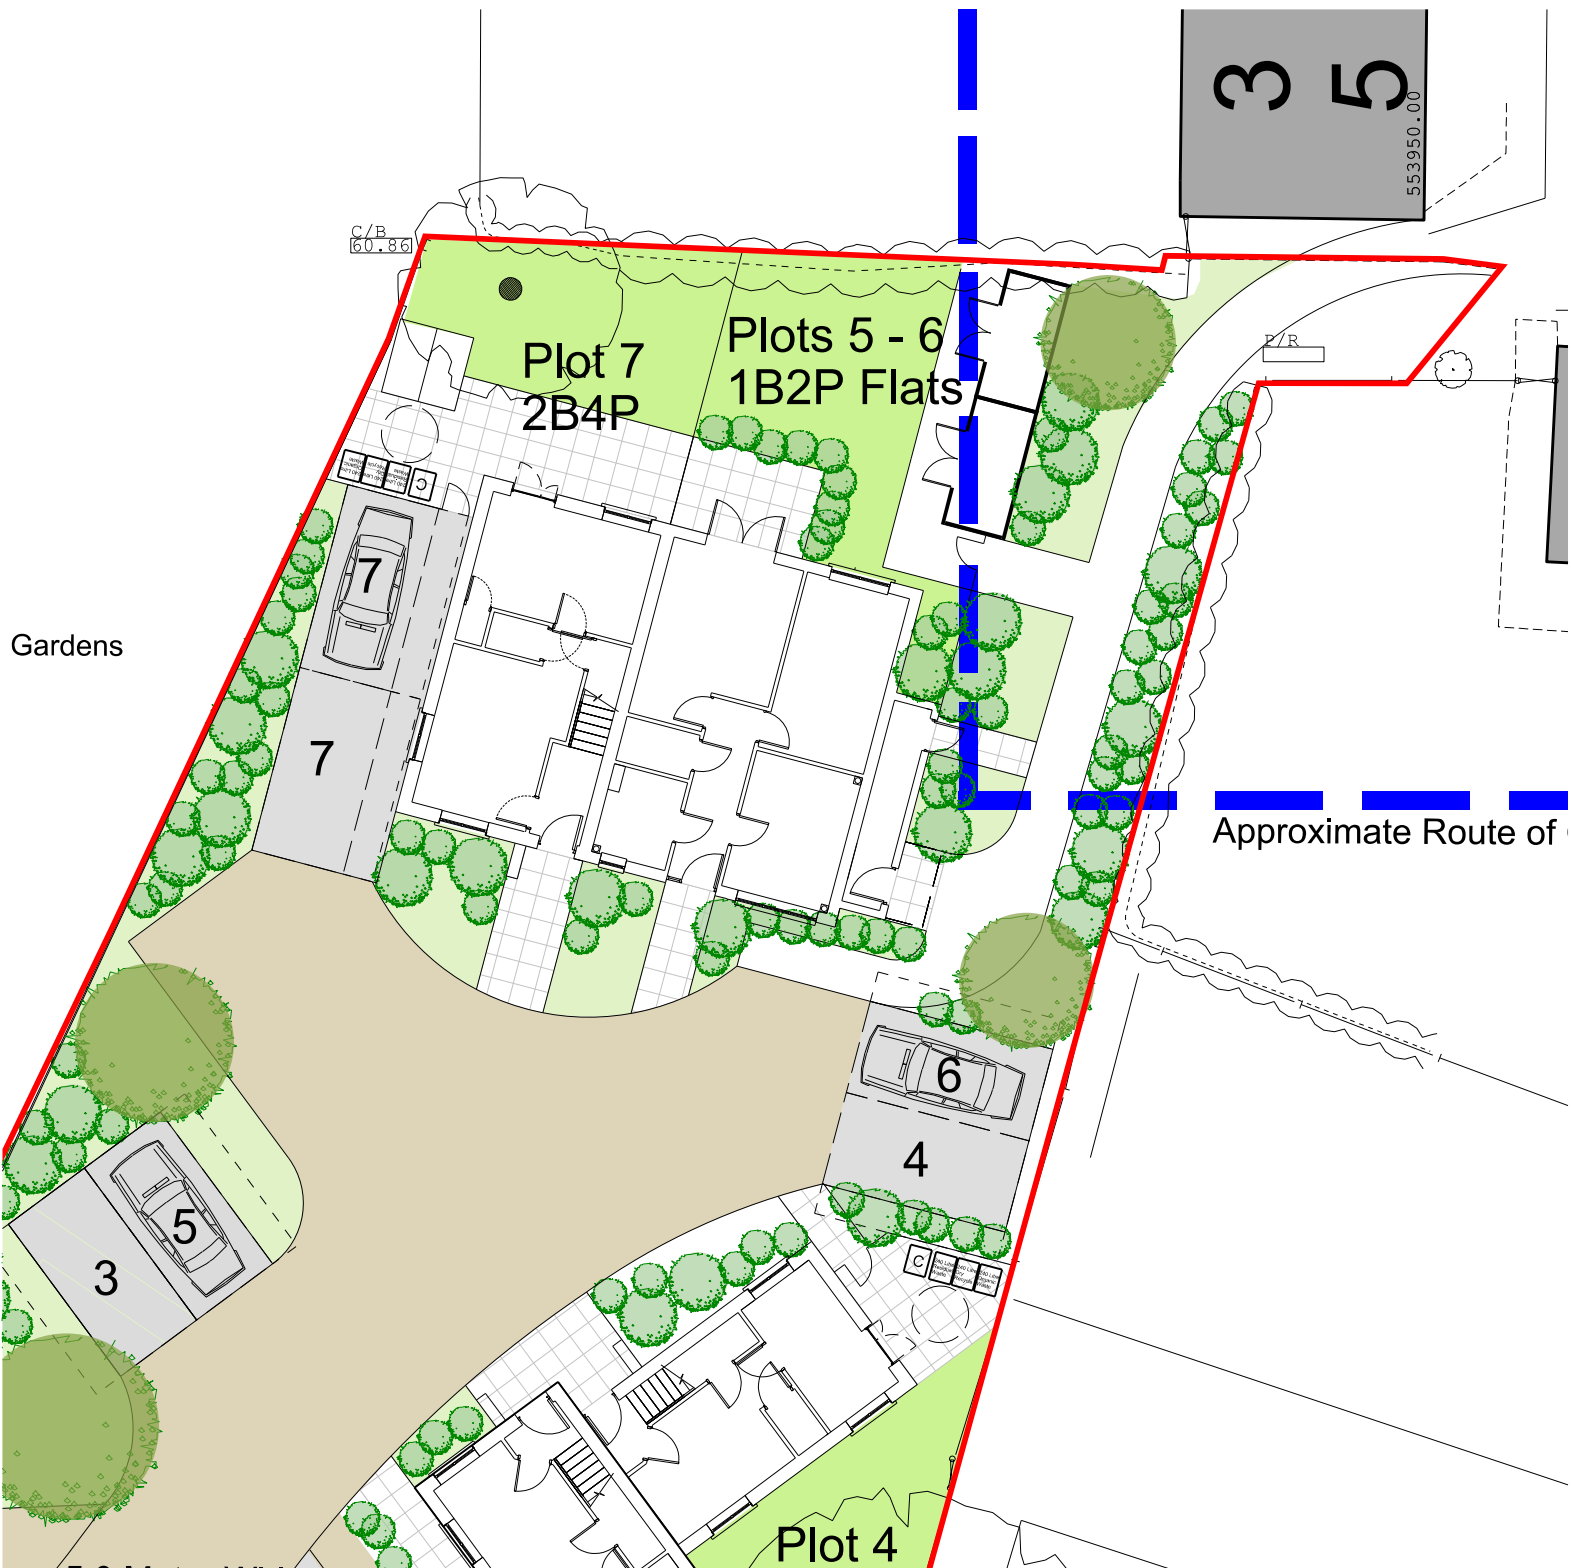 35
553950.00
C/B
60.86
P/R
Plot 7
2B4P
Plots 5 - 6
1B2P Flats
C
7
7
Gardens
Approximate Route of
6
4
5
3
C
Plot 4